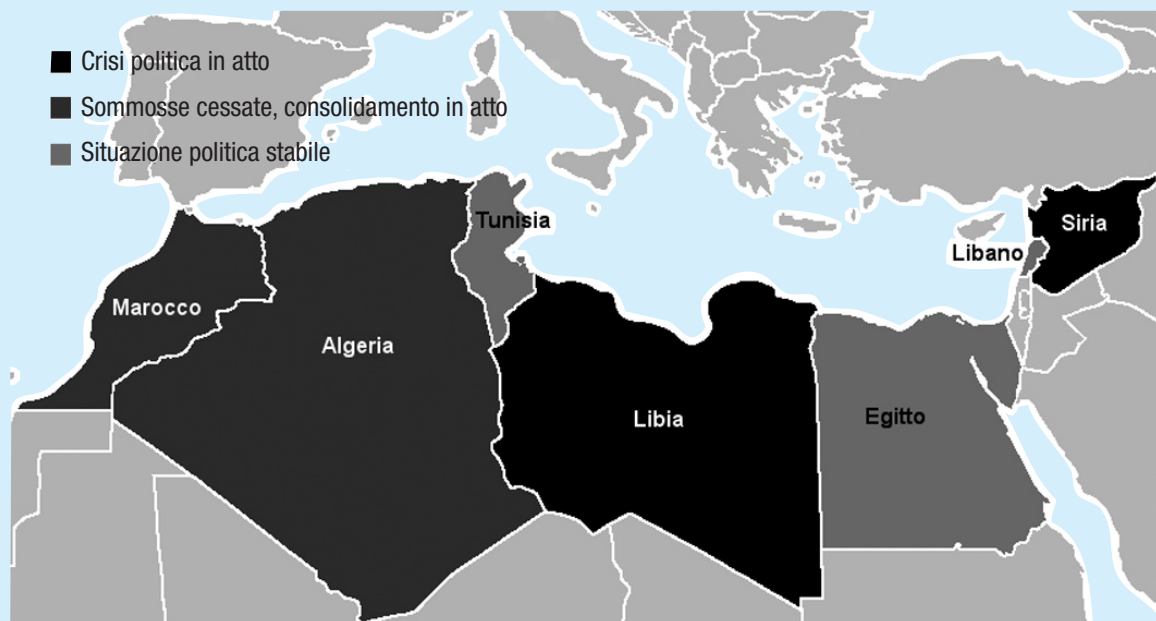 Crisi politica in atto
Sommosse cessate, consolidamento in atto
Situazione politica stabile
Tunisia
Siria
Libano
Marocco
Algeria
Libia
Egitto